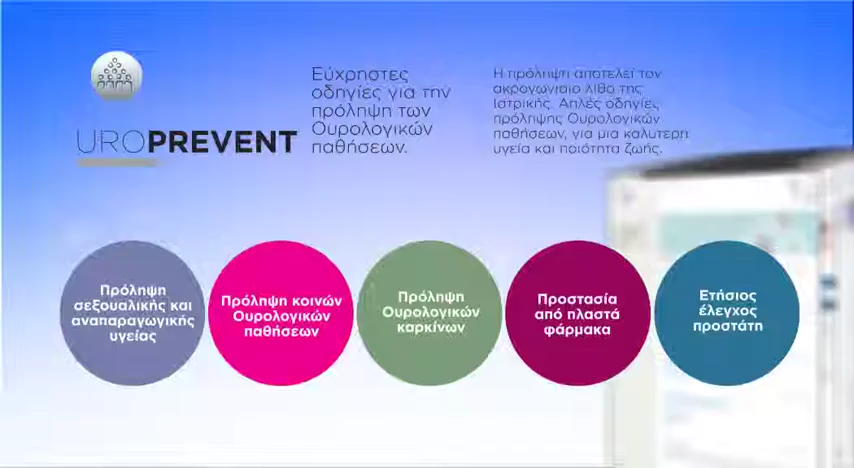 Εύχρηστες
οδηγίες για την
πρόληψη των
Ουρολογικών
παθήσεων.
Η πρόληψη αποτελεί τον
ακρογωνιαίο λίθο της
Ιατρικής. Απλές οδηγίες
πρόληψης Ουρολογικών
παθήσεων, για μια καλυτερη
υγεία και ποιότητα ζωής.
UROPREVENT
Πρόληψη
σεξουαλικής και
αναπαραγωγικής
υγείας
Πρόληψη κοινών
Ουρολογικών
παθήσεων
Πρόληψη
Ουρολογικών
καρκίνων
Προστασία
από πλαστά
φάρμακα
Ετήσιος
έλεγχος
προστάτη